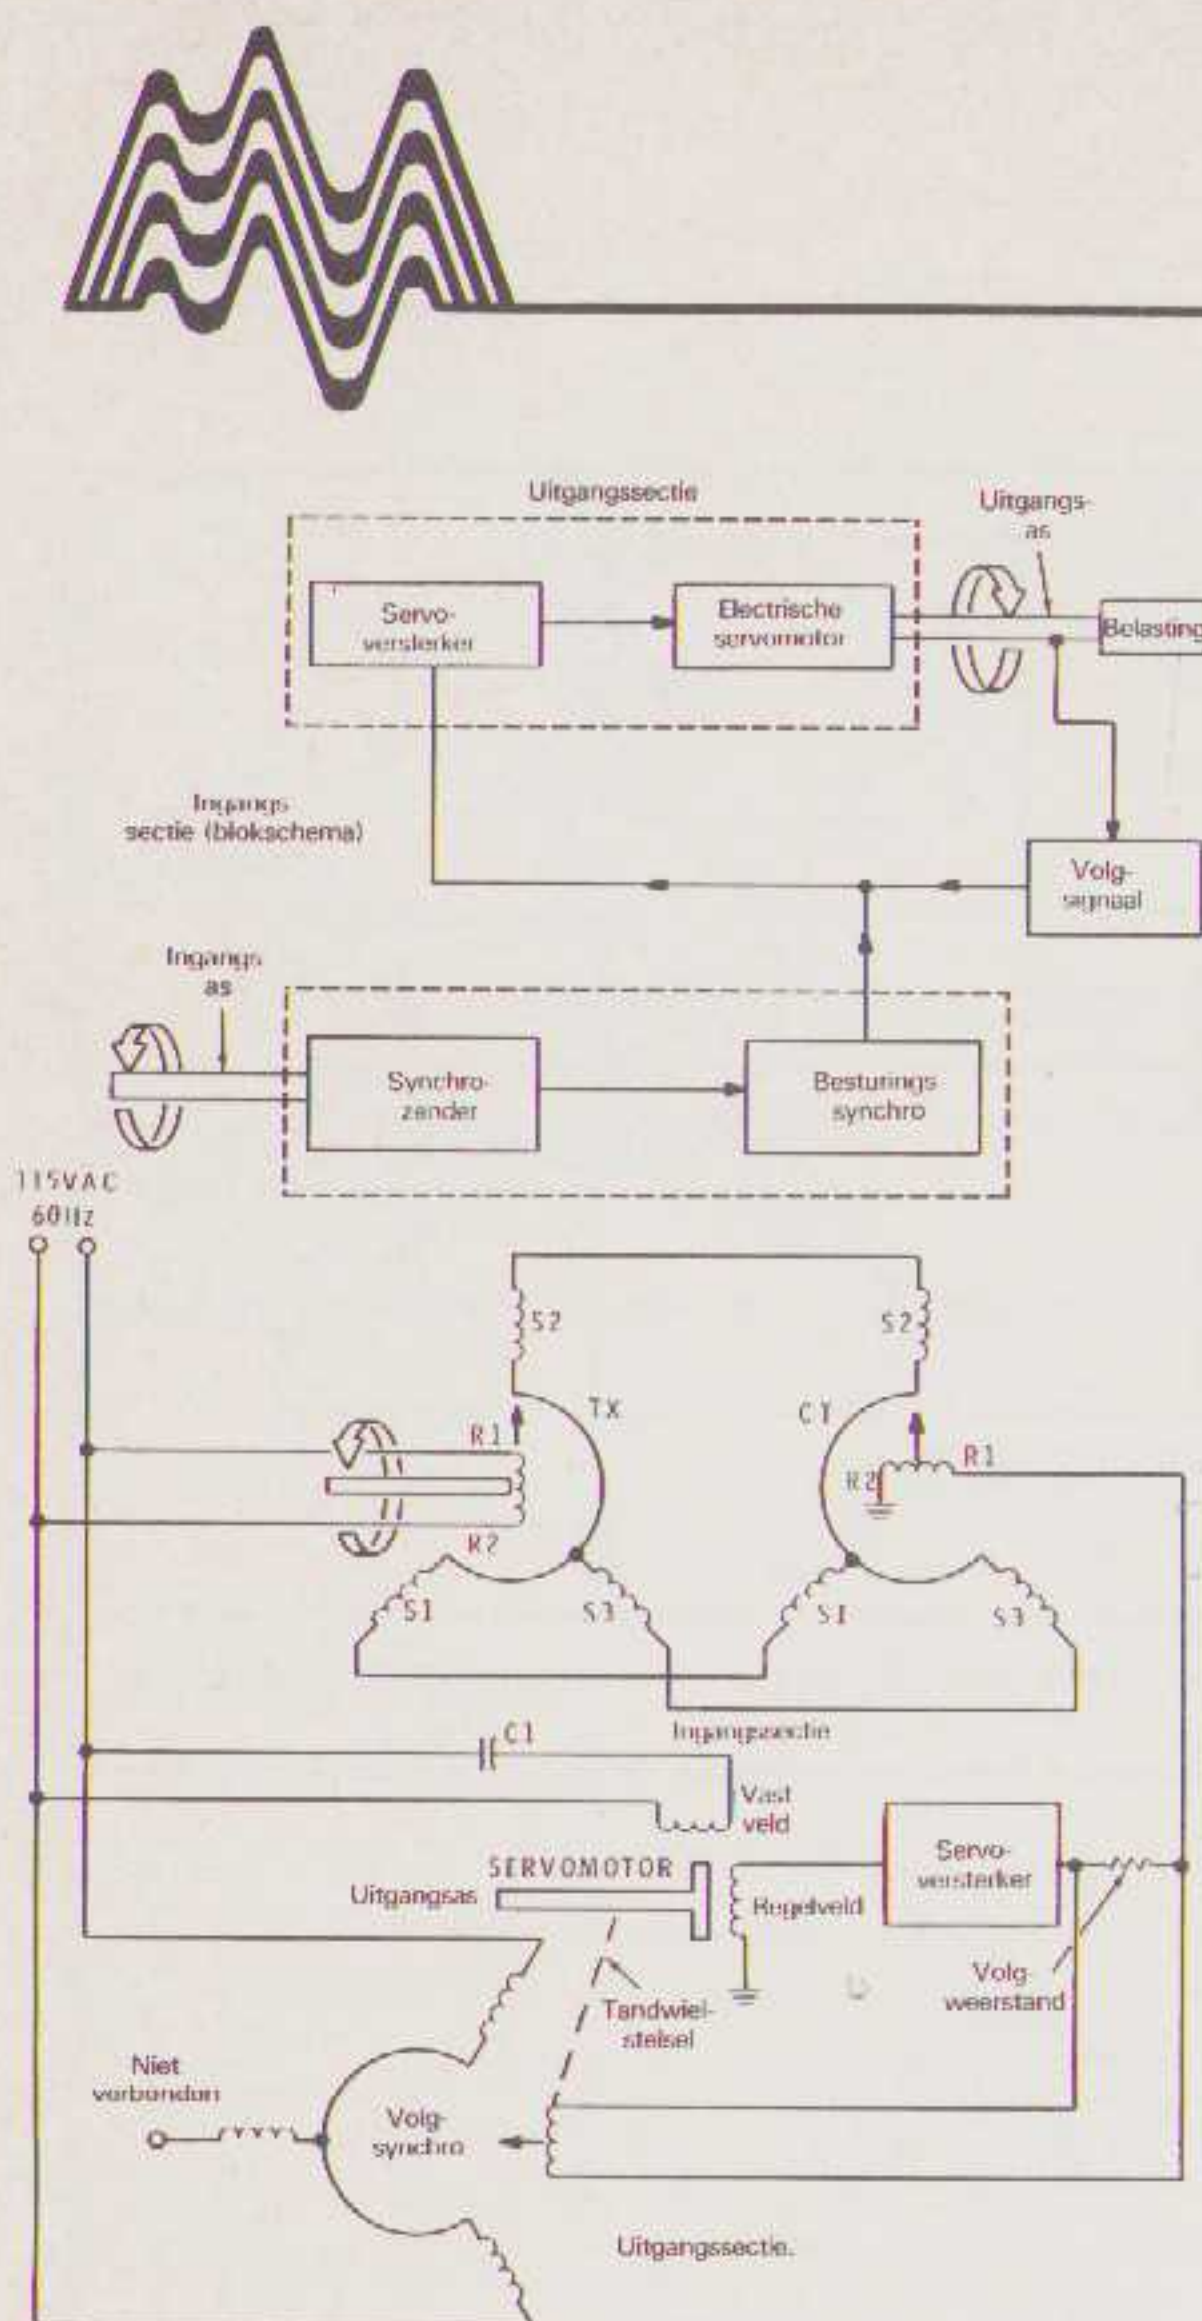 Uitgangssectie
Uitgangs-
as
Servo-
versterker
Electrische
servomotor
Belasting
Ingangs
sectie (blokschema)
Volg-
signaal
Ingangs
as
Synchro-
zender
Besturings
synchro
115VAC
60Hz
S2
S2
TX
CT
R1
R1
R2
R2
S1
S3
S1
S3
Ingangssectie
C1
Vast
veld
SERVOMOTOR
Servo-
versterker
Uitgangsas
Regelveld
Volg
weerstand
Tandwiel-
stelsel
Niet
verbonden
Volg-
synchro
Uitgangssectie.